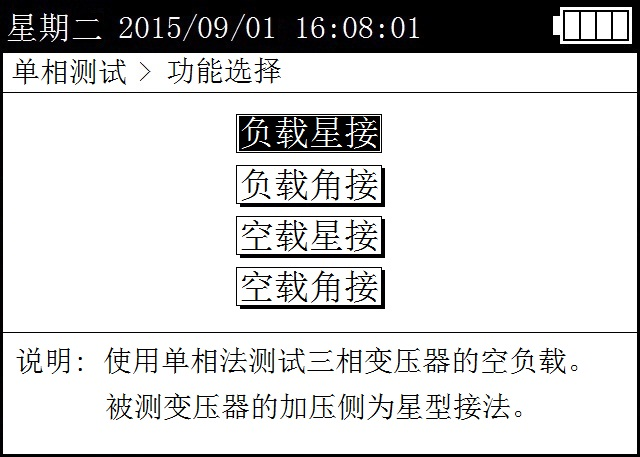 星期二 2015/09/01 16:08:01
单相测试 > 功能选择
负载星接
负载角接
空载星接
空载角接
说明: 使用单相法测试三相变压器的空负载。
被测变压器的加压侧为星型接法。